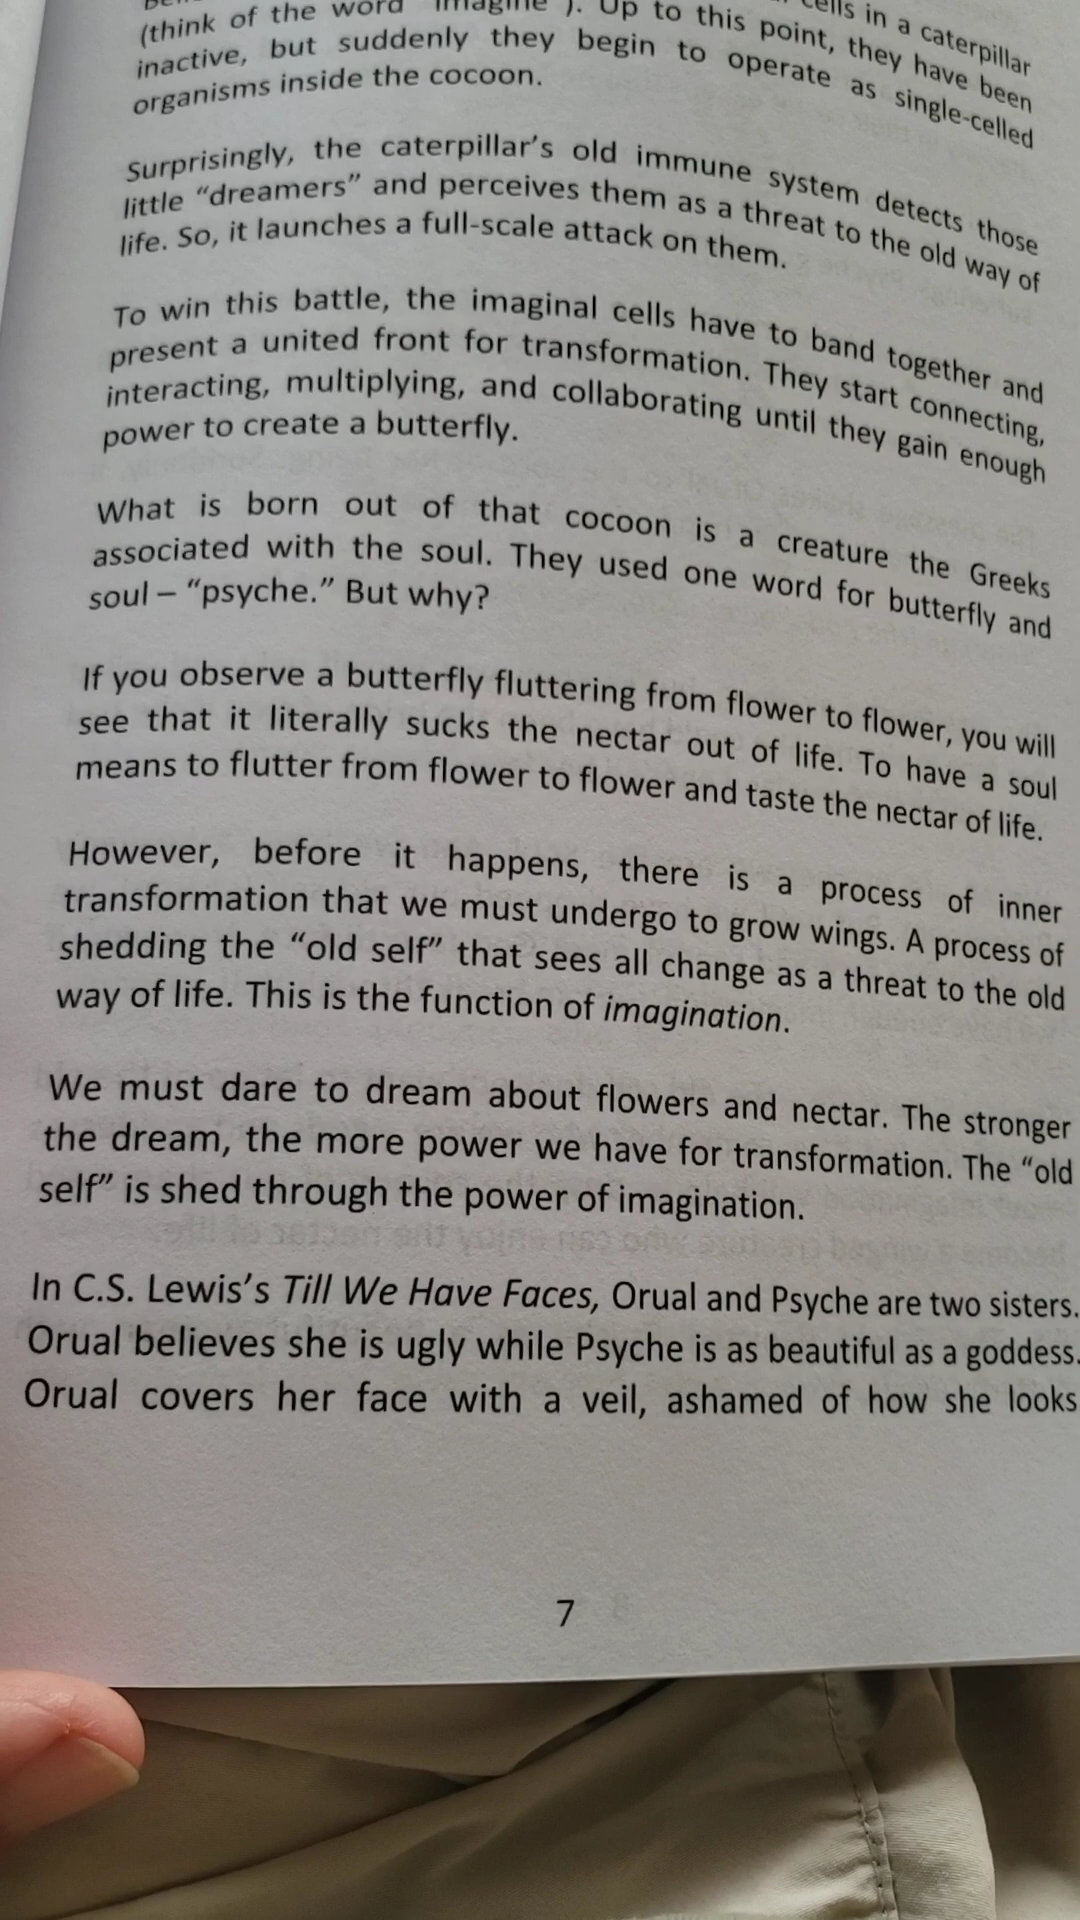 cells in a caterpillar
(think of the word "imagine"). Up to this point, they have been
inactive, but suddenly they begin to operate as single-celled
organisms inside the cocoon.
Surprisingly, the caterpillar's old immune system detects those
little "dreamers" and perceives them as a threat to the old way of
life. So, it launches a full-scale attack on them.
To win this battle, the imaginal cells have to band together and
present a united front for transformation. They start connecting,
interacting, multiplying, and collaborating until they gain enough
power to create a butterfly.
What is born out of that cocoon is a creature the Greeks
associated with the soul. They used one word for butterfly and
soul – "psyche." But why?
If you observe a butterfly fluttering from flower to flower, you will
see that it literally sucks the nectar out of life. To have a soul
means to flutter from flower to flower and taste the nectar of life.
However, before it happens, there is a process of inner
transformation that we must undergo to grow wings. A process of
shedding the "old self" that sees all change as a threat to the old
way of life. This is the function of imagination.
We must dare to dream about flowers and nectar. The stronger
the dream, the more power we have for transformation. The "old
self" is shed through the power of imagination.
In C.S. Lewis's Till We Have Faces, Orual and Psyche are two sisters.
Orual believes she is ugly while Psyche is as beautiful as a goddess.
Orual covers her face with a veil, ashamed of how she looks
7